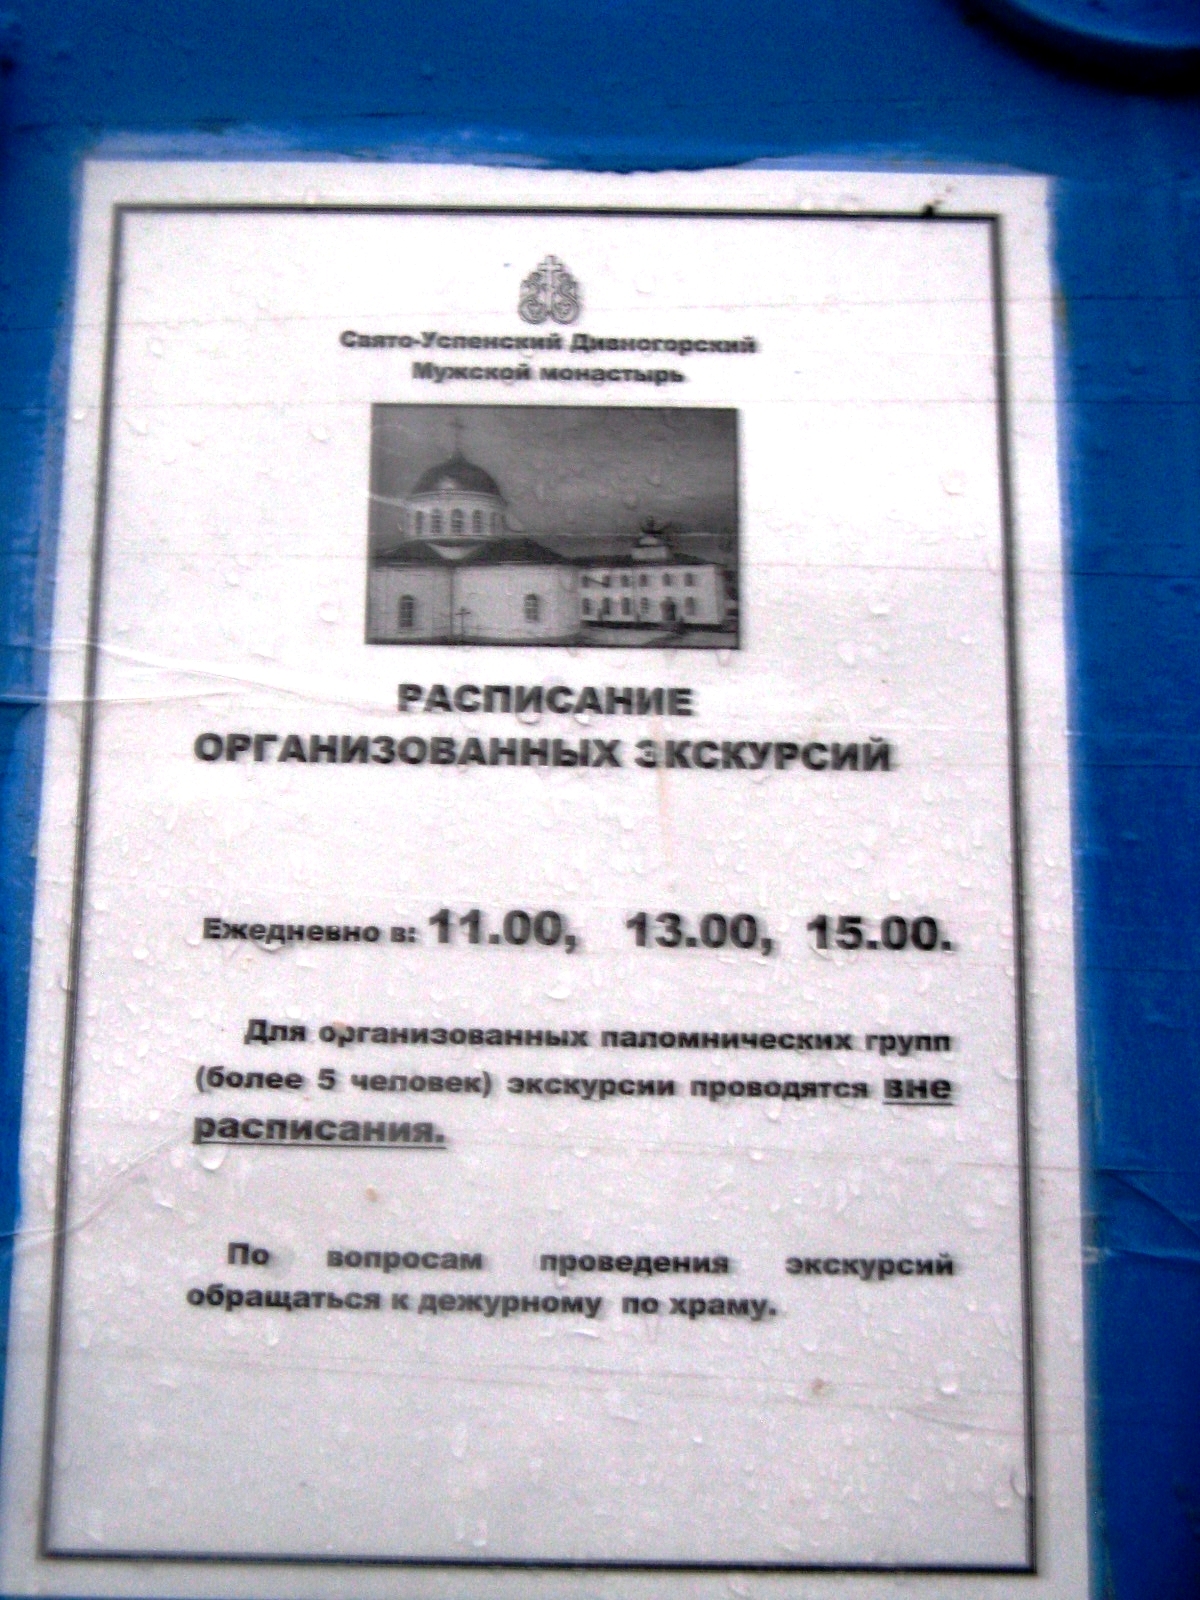 Свято-Успенский Дивногорский
Мужской монастырь
РАСПИСАНИЕ
ОРГАНИЗОВАННЫХ ЭКСКУРСИЙ
Ежедневно в: 11.00, 13.00, 15.00.
Для организованных паломнических групп
(более 5 человек) экскурсии проводятся вне
расписания.
По вопросам проведения экскурсий
обращаться к дежурному по храму.